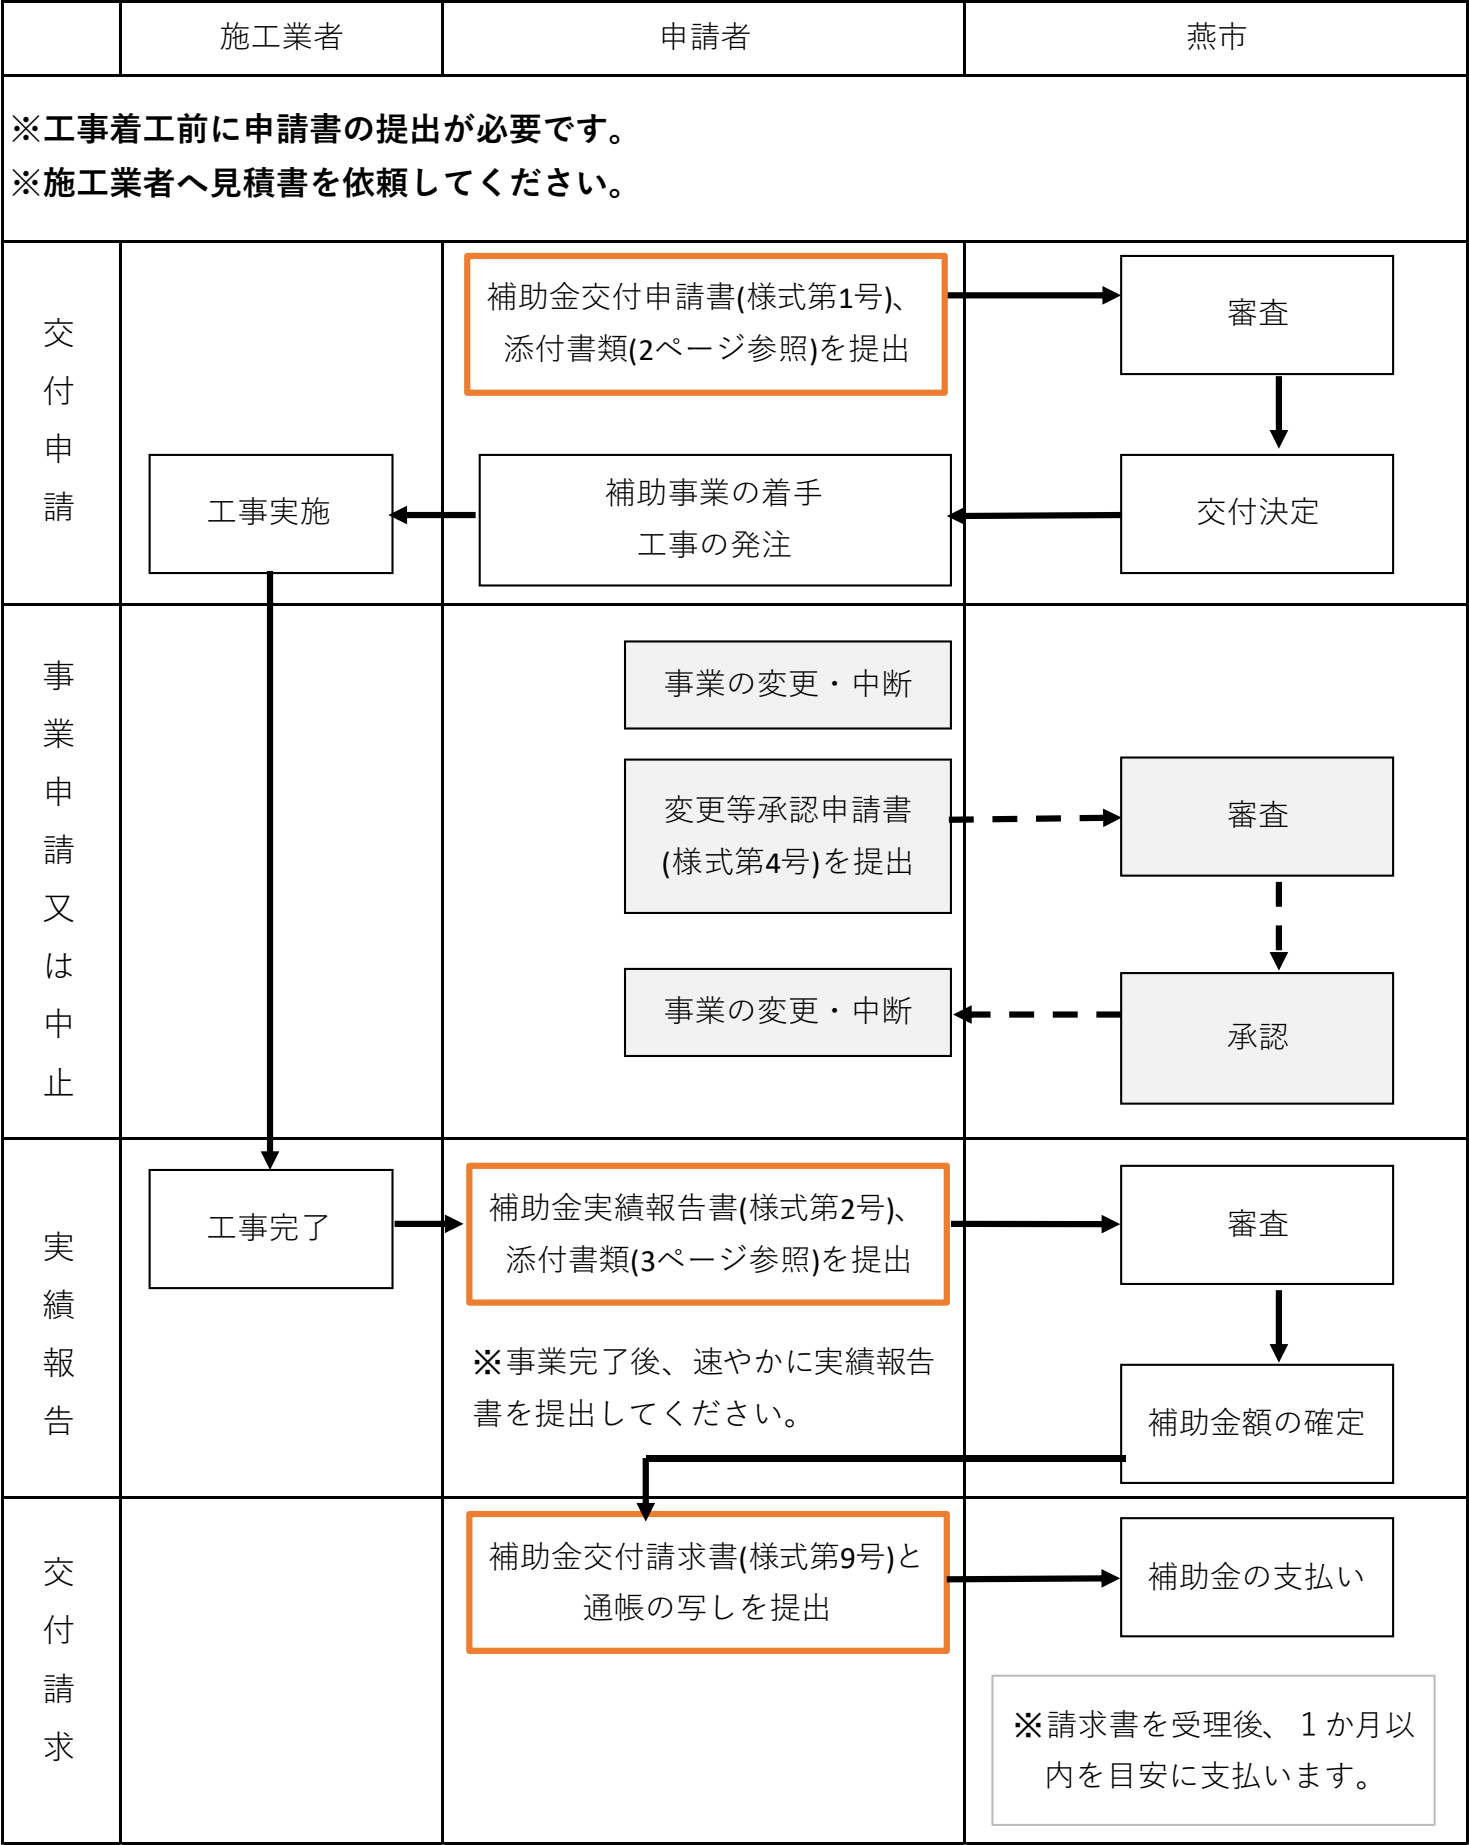 施工業者
申請者
燕市
※工事着工前に申請書の提出が必要です。
※施工業者へ見積書を依頼してください。
交付申請
補助金交付申請書(様式第1号)、
添付書類(2ページ参照)を提出
審査
工事実施
補助事業の着手
工事の発注
交付決定
事業申請又は中止
事業の変更・中断
変更等承認申請書
(様式第4号)を提出
審査
事業の変更・中断
承認
実績報告
工事完了
補助金実績報告書(様式第2号)、
添付書類(3ページ参照)を提出
審査
※事業完了後、速やかに実績報告
書を提出してください。
補助金額の確定
交付請求
補助金交付請求書(様式第9号)と
通帳の写しを提出
補助金の支払い
※請求書を受理後、１か月以
内を目安に支払います。